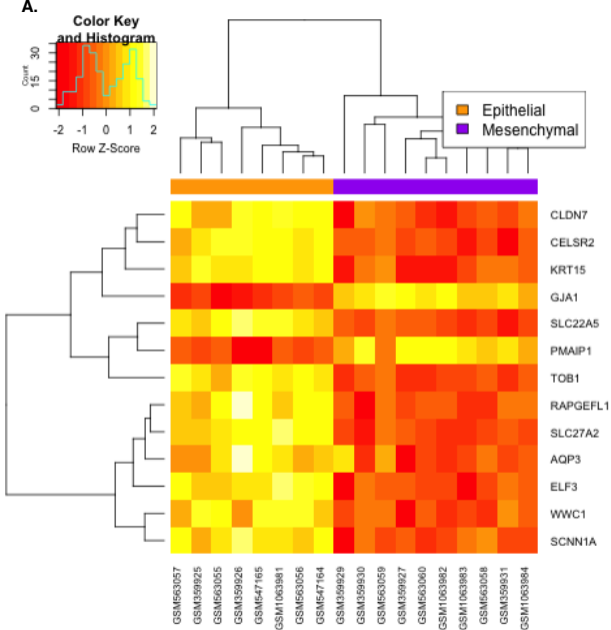 A.
Color Key
and Histogram
Count
0 15 30
-2 -1 0 1 2
Row Z-Score
Epithelial
Mesenchymal
CLDN7
CELSR2
KRT15
GJA1
SLC22A5
PMAIP1
TOB1
RAPGEFL1
SLC27A2
AQP3
ELF3
WWC1
SCNN1A
GSM563057
GSM359925
GSM563055
GSM359926
GSM547165
GSM1063981
GSM563056
GSM547164
GSM359929
GSM359930
GSM563059
GSM359927
GSM563060
GSM1063982
GSM1063983
GSM563058
GSM359931
GSM1063984